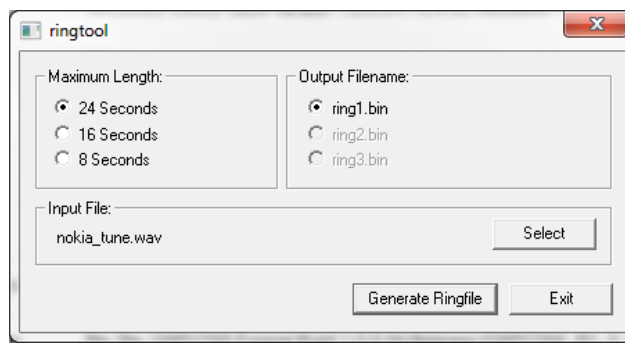 ringtool
Maximum Length:
24 Seconds
16 Seconds
8 Seconds
Output Filename:
ring1.bin
ring2.bin
ring3.bin
Input File:
nokia_tune.wav
Select
Generate Ringfile
Exit